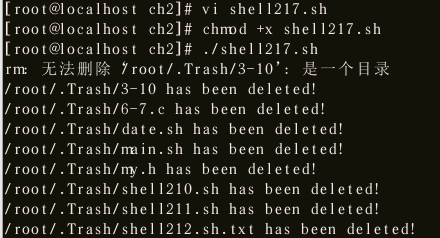 [root@localhost ch2]# vi shell217.sh
[root@localhost ch2]# chmod +x shell217.sh
[root@localhost ch2]# ./shell217.sh
rm: 无法删除 ‘/root/.Trash/3-10’: 是一个目录
/root/.Trash/3-10 has been deleted!
/root/.Trash/6-7.c has been deleted!
/root/.Trash/date.sh has been deleted!
/root/.Trash/main.sh has been deleted!
/root/.Trash/my.h has been deleted!
/root/.Trash/shell210.sh has been deleted!
/root/.Trash/shell211.sh has been deleted!
/root/.Trash/shell212.sh.txt has been deleted!